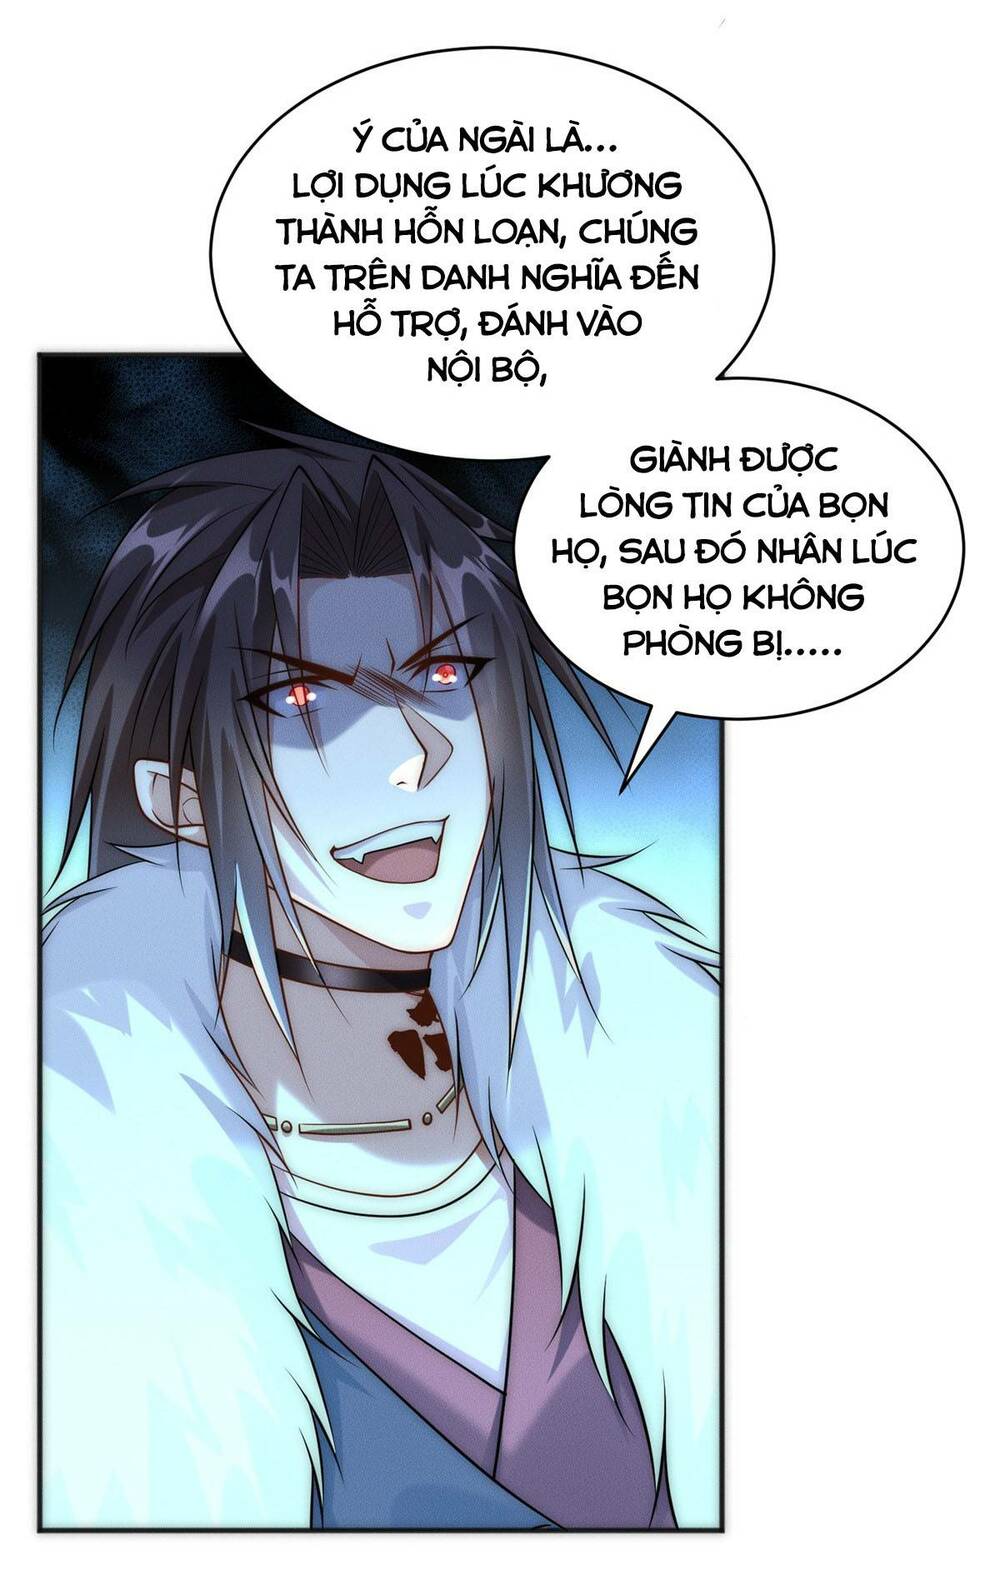 Ý CỦA NGÀI LÀ...
LỢI DỤNG LÚC KHƯƠNG
THÀNH HỖN LOẠN, CHÚNG
TA TRÊN DANH NGHĨA ĐẾN
HỖ TRỢ, ĐÁNH VÀO
NỘI BỘ,
GIÀNH ĐƯỢC
LÒNG TIN CỦA BỌN
HỌ, SAU ĐÓ NHÂN LÚC
BỌN HỌ KHÔNG
PHÒNG BỊ.....